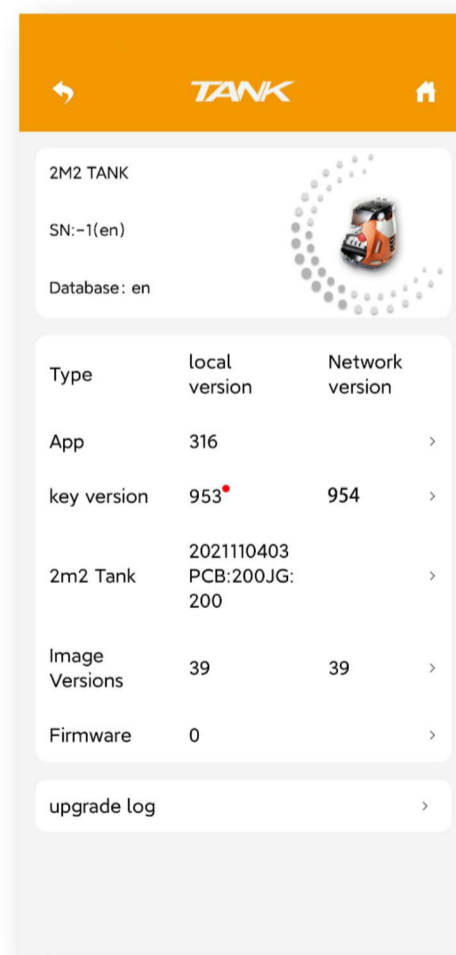 TANK
2M2 TANK
SN:-1(en)
Database: en
Type local version Network version
App 316
key version 953 954
2m2 Tank 2021110403 PCB:200JG: 200
Image Versions 39 39
Firmware 0
upgrade log